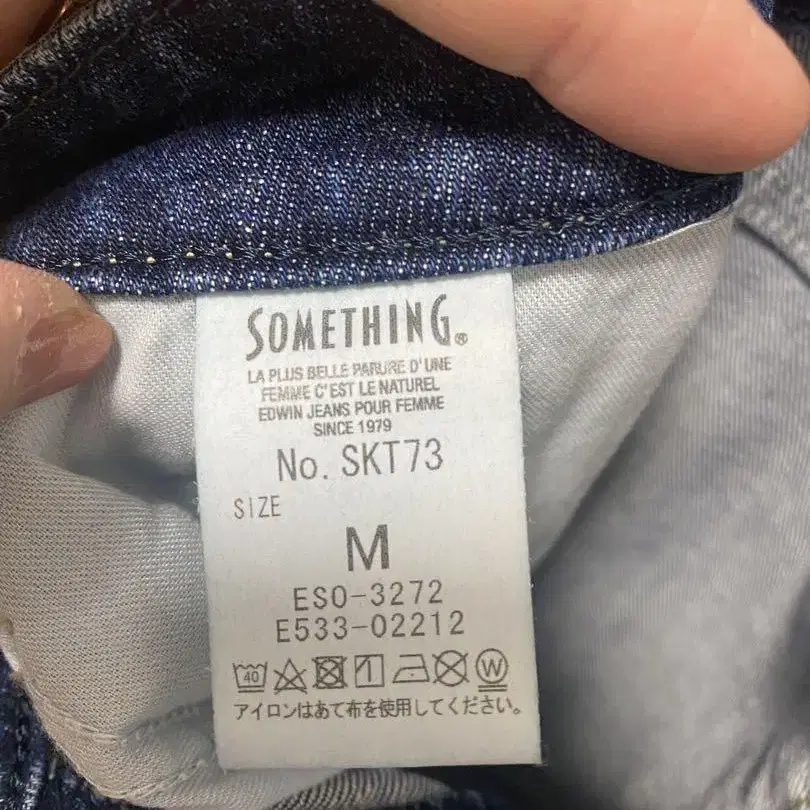 SOMETHING®
LA PLUS BELLE PARURE D'UNE
FEMME C'EST LE NATUREL
EDWIN JEANS POUR FEMME
SINCE 1979
No. SKT73
SIZE
M
ESO-3272
E533-02212
40 W
アイロンはあて布を使用してください。